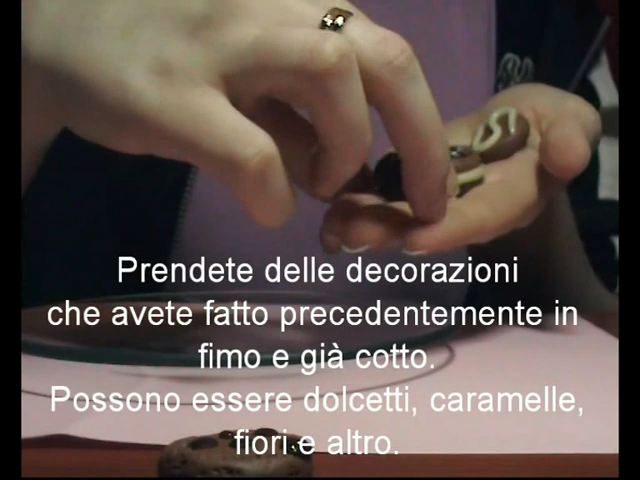 Prendete delle decorazioni
che avete fatto precedentemente in
fimo e già cotto.
Possono essere dolcetti, caramelle,
fiori e altro.